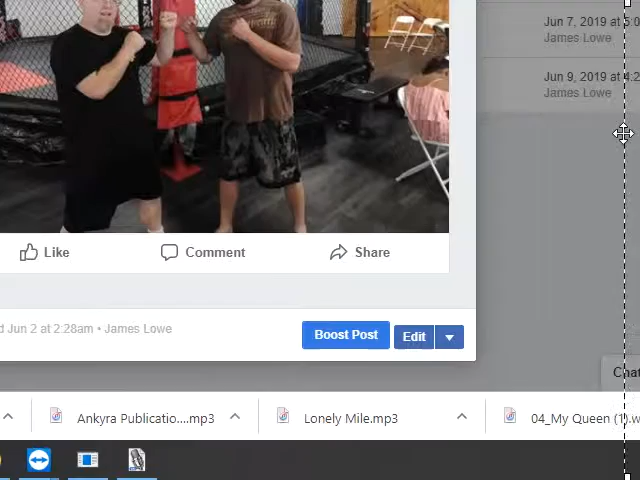 Jun 7, 2019 at 5:0
James Lowe
Jun 9, 2019 at 4:2
James Lowe
Like
Comment
Share
d Jun 2 at 2:28am • James Lowe
Boost Post
Edit
Chat
Ankyra Publicatio....mp3
Lonely Mile.mp3
04_My Queen (1).w